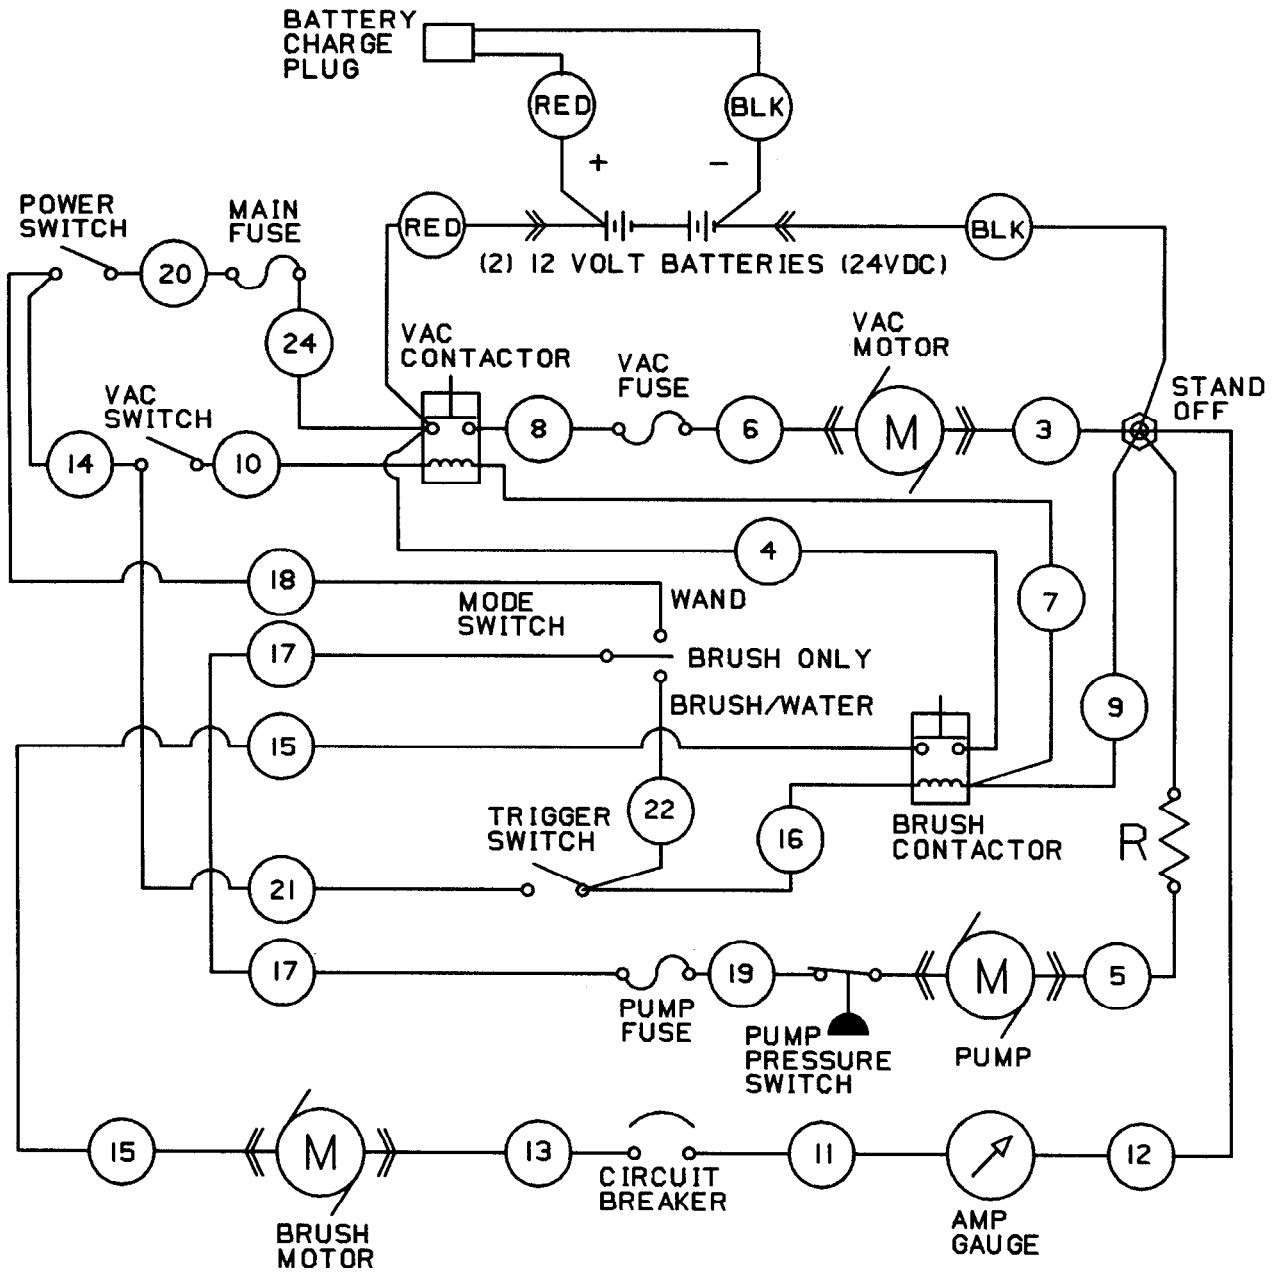 BATTERY
CHARGE
PLUG
RED
BLK
+
-
POWER
SWITCH
MAIN
FUSE
RED
BLK
20
(2) 12 VOLT BATTERIES (24VDC)
24
VAC
CONTACTOR
VAC
FUSE
VAC
MOTOR
STAND
OFF
VAC
SWITCH
8
6
M
3
14
10
4
18
WAND
7
MODE
SWITCH
17
BRUSH ONLY
BRUSH/WATER
9
15
22
TRIGGER
SWITCH
16
BRUSH
CONTACTOR
R
21
17
19
M
5
PUMP
FUSE
PUMP
PRESSURE
SWITCH
PUMP
15
M
13
11
12
CIRCUIT
BREAKER
BRUSH
MOTOR
AMP
GAUGE